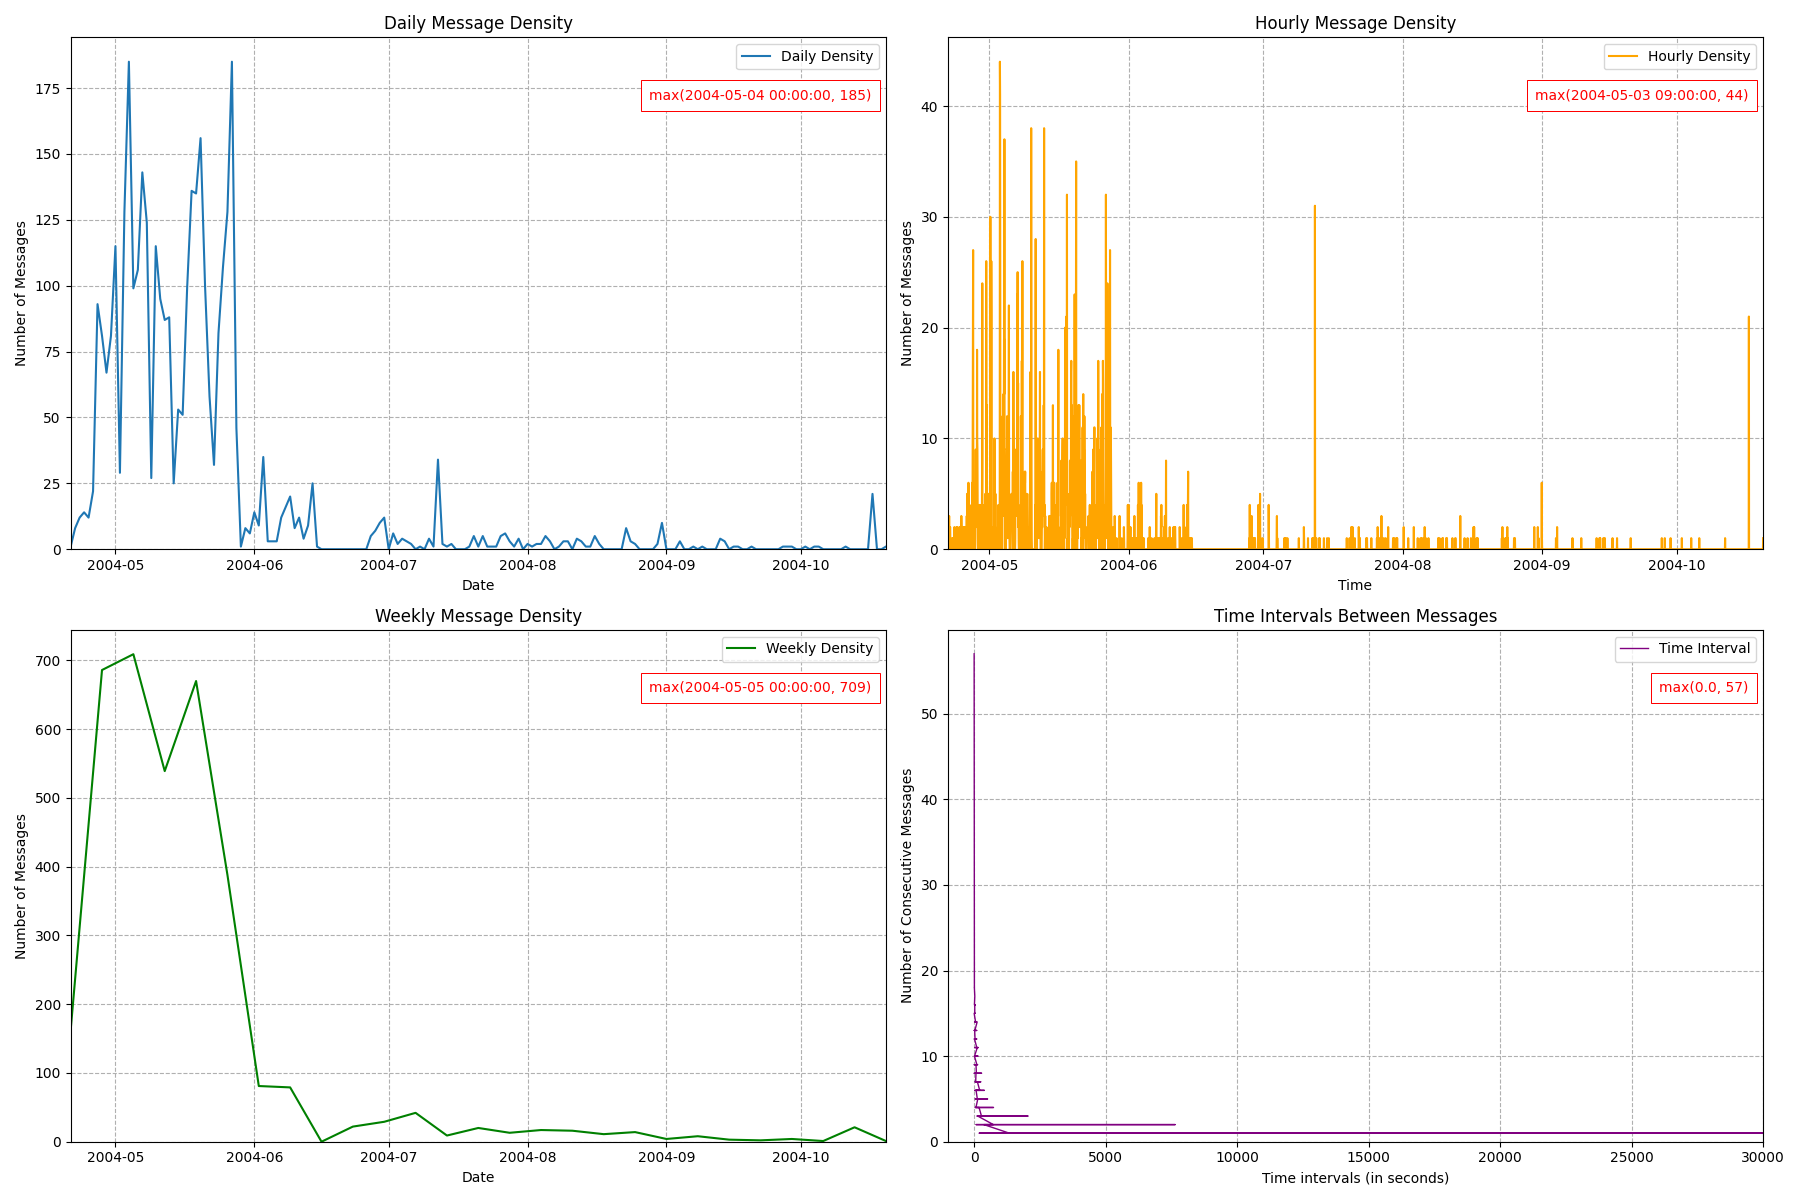 Daily Message Density
Number of Messages
175
150
125
100
75
50
25
0
Daily Density
max(2004-05-04 00:00:00, 185)
2004-05 2004-06 2004-07 2004-08 2004-09 2004-10
Date
Hourly Message Density
Number of Messages
40
30
20
10
0
Hourly Density
max(2004-05-03 09:00:00, 44)
2004-05 2004-06 2004-07 2004-08 2004-09 2004-10
Time
Weekly Message Density
Number of Messages
700
600
500
400
300
200
100
0
Weekly Density
max(2004-05-05 00:00:00, 709)
2004-05 2004-06 2004-07 2004-08 2004-09 2004-10
Date
Time Intervals Between Messages
Number of Consecutive Messages
50
40
30
20
10
0
Time Interval
max(0.0, 57)
0 5000 10000 15000 20000 25000 30000
Time intervals (in seconds)